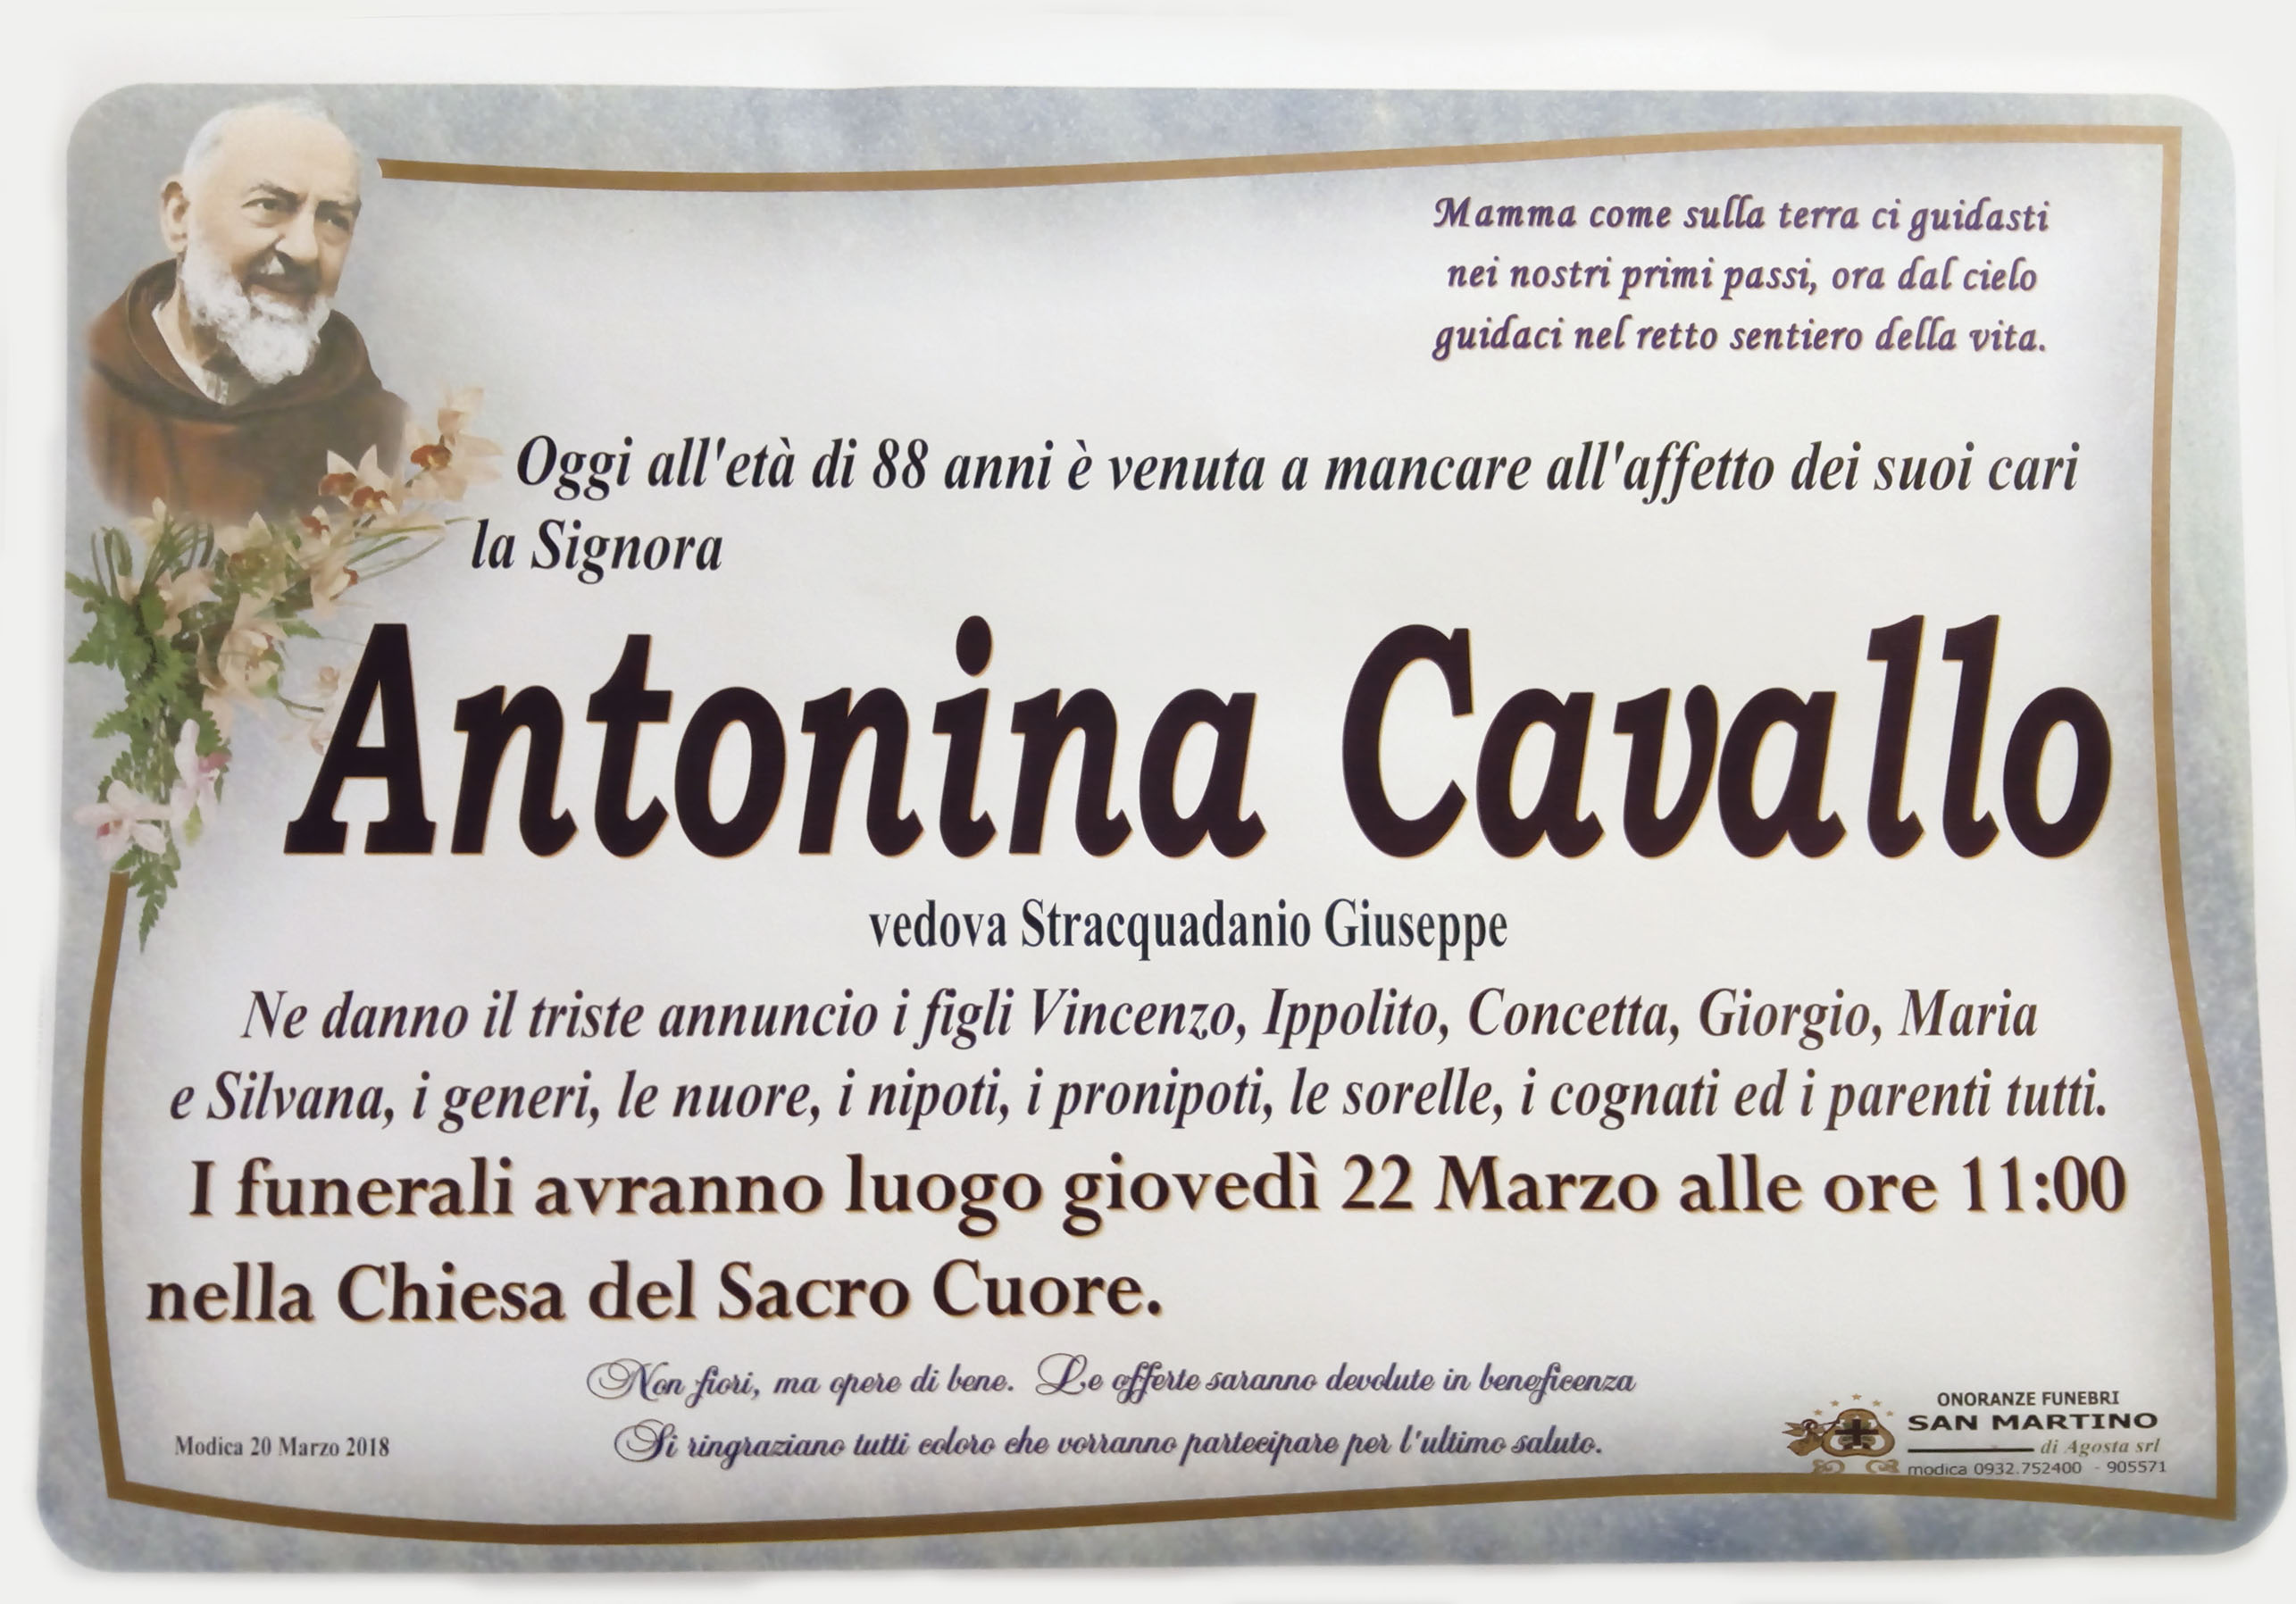 Mamma come sulla terra ci guidasti
nei nostri primi passi, ora dal cielo
guidaci nel retto sentiero della vita.
Oggi all'età di 88 anni è venuta a mancare all'affetto dei suoi cari
la Signora
Antonina Cavallo
vedova Stracquadanio Giuseppe
Ne danno il triste annuncio i figli Vincenzo, Ippolito, Concetta, Giorgio, Maria
e Silvana, i generi, le nuore, i nipoti, i pronipoti, le sorelle, i cognati ed i parenti tutti.
I funerali avranno luogo giovedì 22 Marzo alle ore 11:00
nella Chiesa del Sacro Cuore.
Non fiori, ma opere di bene. Le offerte saranno devolute in beneficenza
Si ringraziano tutti coloro che vorranno partecipare per l'ultimo saluto.
Modica 20 Marzo 2018
ONORANZE FUNEBRI
SAN MARTINO
di Agosta srl
modica 0932.752400 - 905571